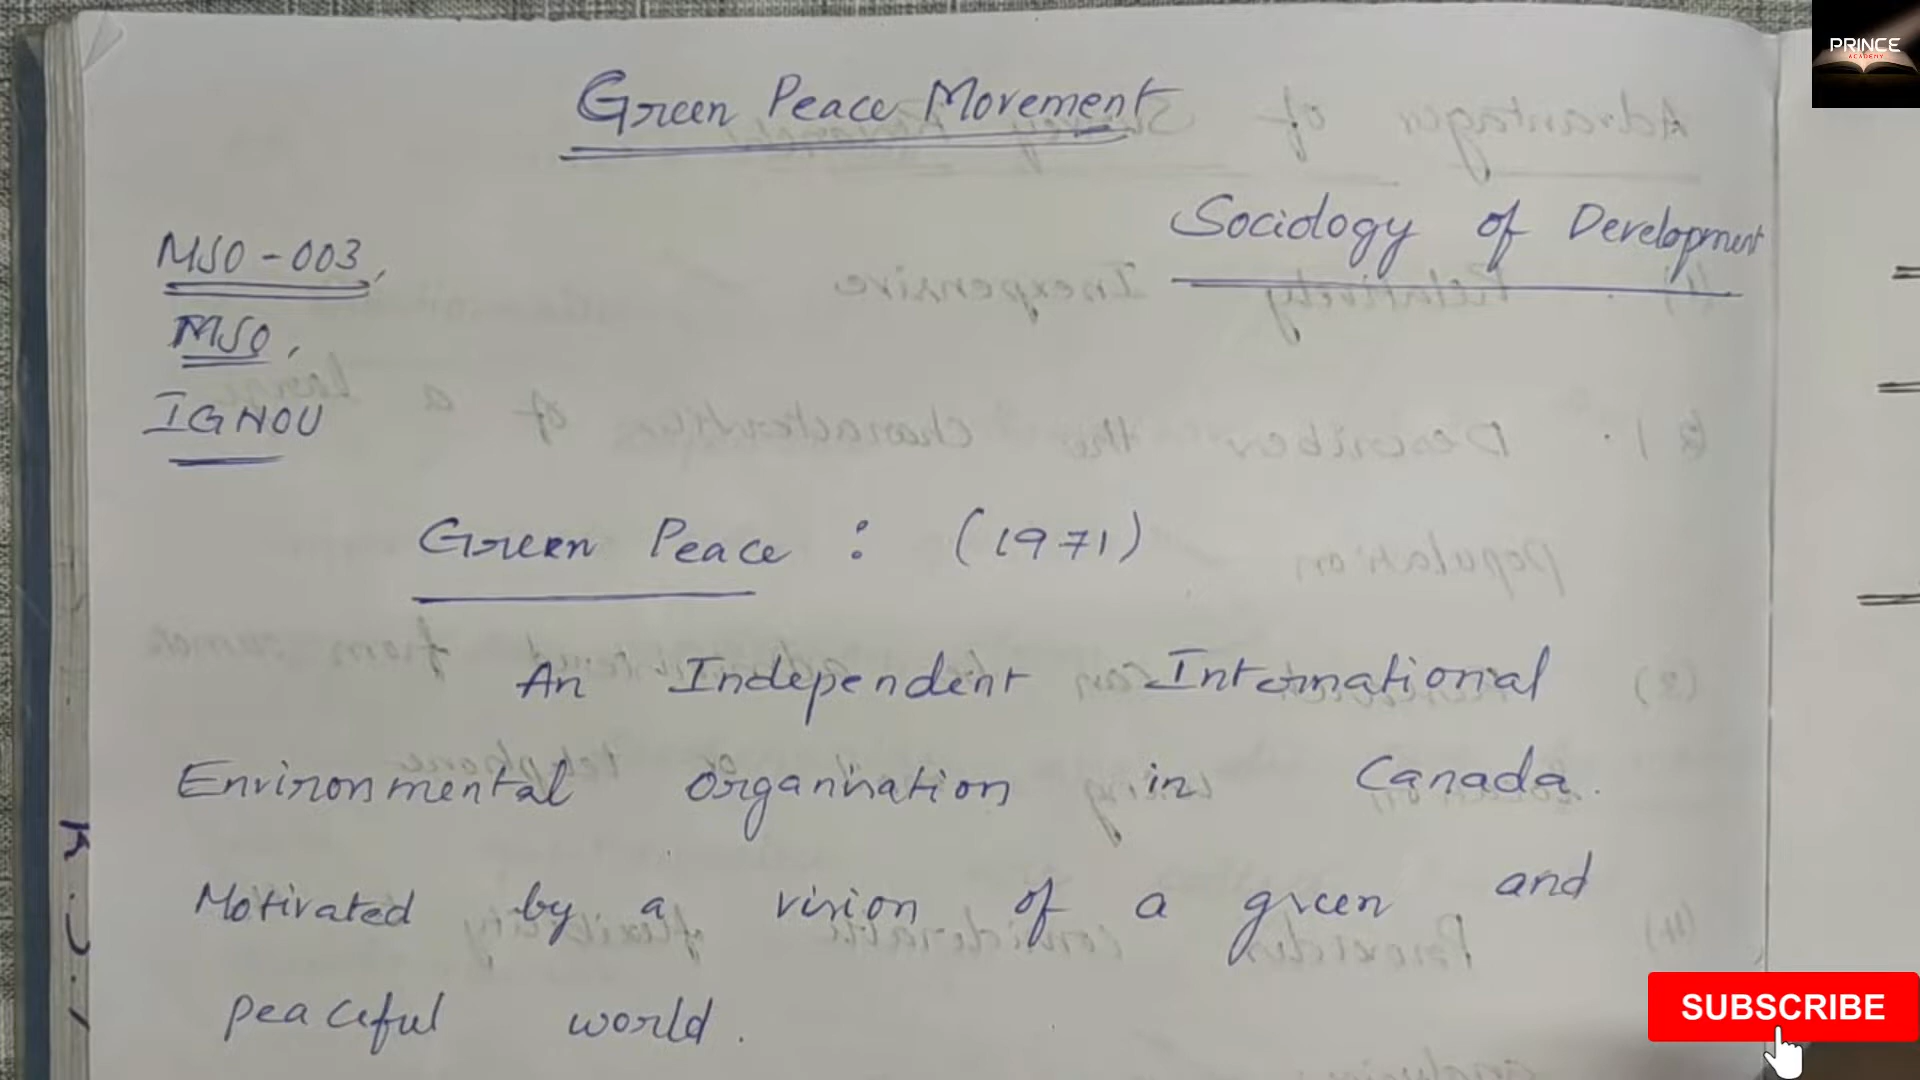 PRINCE
ACADEMY
Green Peace Movement
Sociology of Development
MSO-003,
MSO,
IGNOU
Green Peace : (1971)
An Independent International
Environmental organisation in Canada.
Motivated by a vision of a green and
peaceful world.
SUBSCRIBE